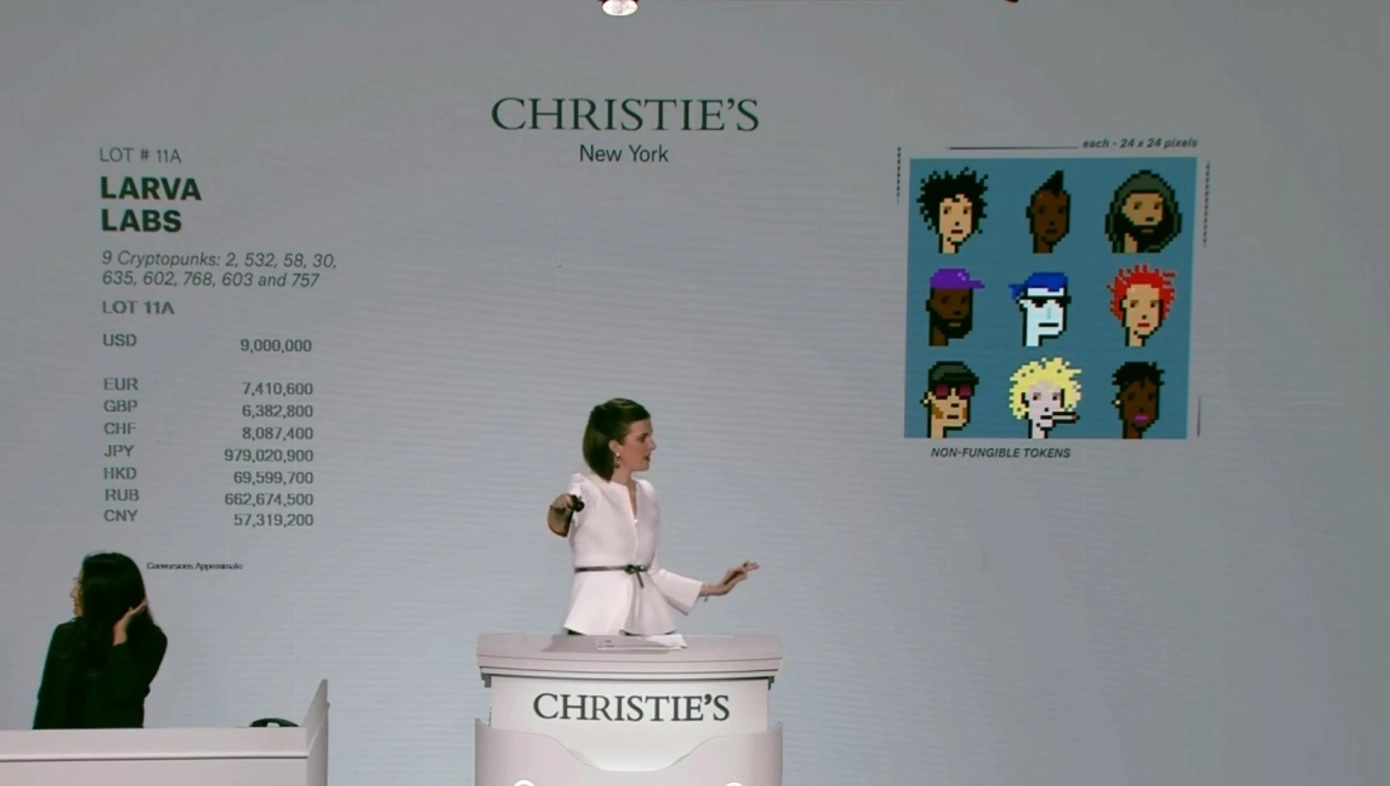 CHRISTIE'S
New York
LOT # 11A
LARVA
LABS
9 Cryptopunks: 2, 532, 58, 30,
635, 602, 768, 603 and 757
LOT 11A
USD 9,000,000
EUR 7,410,600
GBP 6,382,800
CHF 8,087,400
JPY 979,020,900
HKD 69,599,700
RUB 662,674,500
CNY 57,319,200
Conversions Approximate
each - 24 x 24 pixels
NON-FUNGIBLE TOKENS
CHRISTIE'S